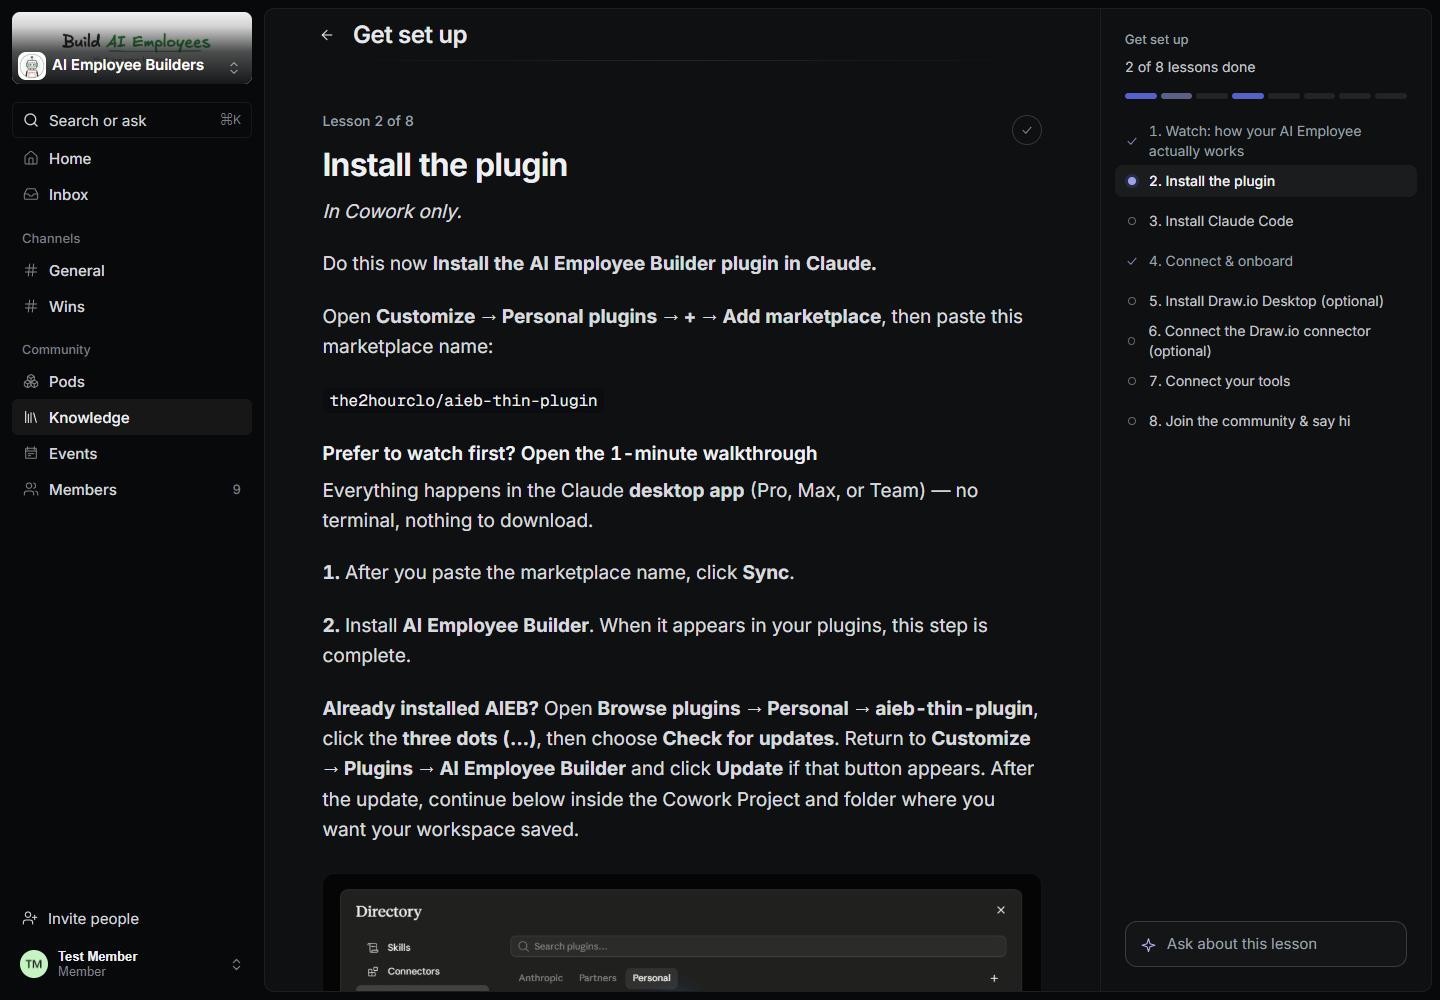 Build AI Employees
AI Employee Builders
Search or ask
⌘K
Home
Inbox
Channels
General
Wins
Community
Pods
Knowledge
Events
Members
9
Invite people
TM
Test Member
Member
Get set up
Lesson 2 of 8
Install the plugin
In Cowork only.
Do this now Install the AI Employee Builder plugin in Claude.
Open Customize → Personal plugins → + → Add marketplace, then paste this
marketplace name:
the2hourclo/aieb-thin-plugin
Prefer to watch first? Open the 1-minute walkthrough
Everything happens in the Claude desktop app (Pro, Max, or Team) — no
terminal, nothing to download.
1. After you paste the marketplace name, click Sync.
2. Install AI Employee Builder. When it appears in your plugins, this step is
complete.
Already installed AIEB? Open Browse plugins → Personal → aieb-thin-plugin,
click the three dots (...), then choose Check for updates. Return to Customize
→ Plugins → AI Employee Builder and click Update if that button appears. After
the update, continue below inside the Cowork Project and folder where you
want your workspace saved.
Directory
Skills
Connectors
Search plugins...
Anthropic
Partners
Personal
+
Get set up
2 of 8 lessons done
1. Watch: how your AI Employee
actually works
2. Install the plugin
3. Install Claude Code
4. Connect & onboard
5. Install Draw.io Desktop (optional)
6. Connect the Draw.io connector
(optional)
7. Connect your tools
8. Join the community & say hi
Ask about this lesson